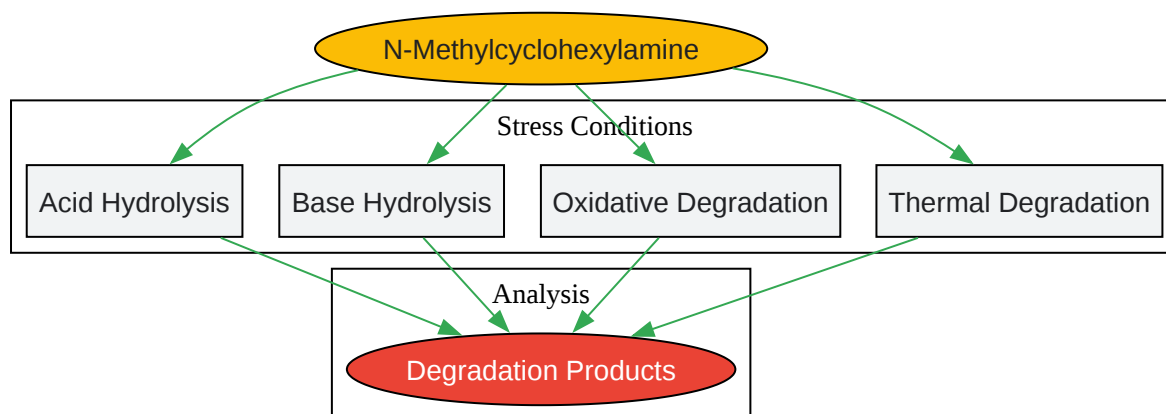 N-Methylcyclohexylamine
Stress Conditions
Acid Hydrolysis
Base Hydrolysis
Oxidative Degradation
Thermal Degradation
Analysis
Degradation Products